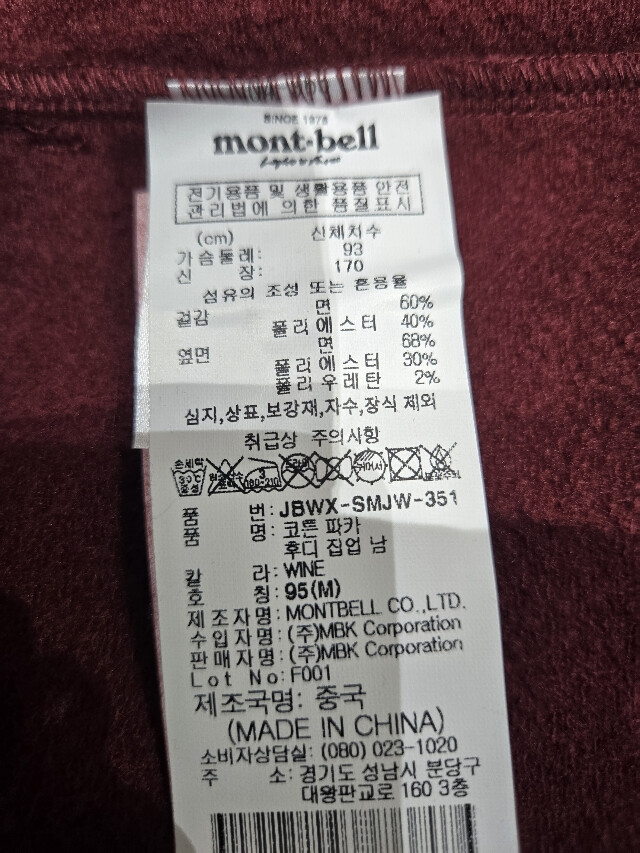 SINCE 1975
mont-bell
전기용품 및 생활용품 안전
관리법에 의한 품질표시
(cm) 신체치수
가슴둘레: 93
신 장: 170
섬유의 조성 또는 혼용율
겉감 면 60%
폴리에스터 40%
옆면 면 68%
폴리에스터 30%
폴리우레탄 2%
심지,상표,보강재,자수,장식 제외
취급상 주의사항
손세탁
30℃
중성
180~210
품 번: JBWX-SMJW-351
품 명: 코튼 파카
후디 집업 남
칼 라: WINE
호 칭: 95(M)
제조자명: MONTBELL CO.,LTD.
수입자명: (주)MBK Corporation
판매자명: (주)MBK Corporation
Lot No: F001
제조국명: 중국
(MADE IN CHINA)
소비자상담실: (080) 023-1020
주 소: 경기도 성남시 분당구
대왕판교로 160 3층